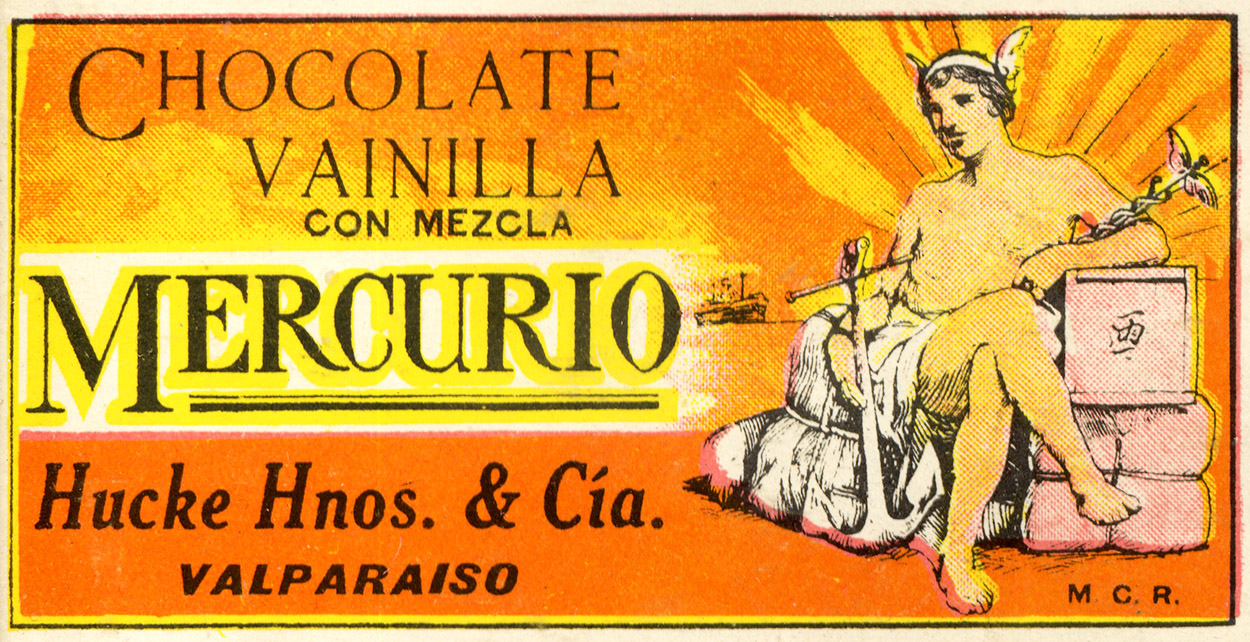 CHOCOLATE
VAINILLA
CON MEZCLA
MERCURIO
Hucke Hnos. & Cía.
VALPARAISO
M. C. R.